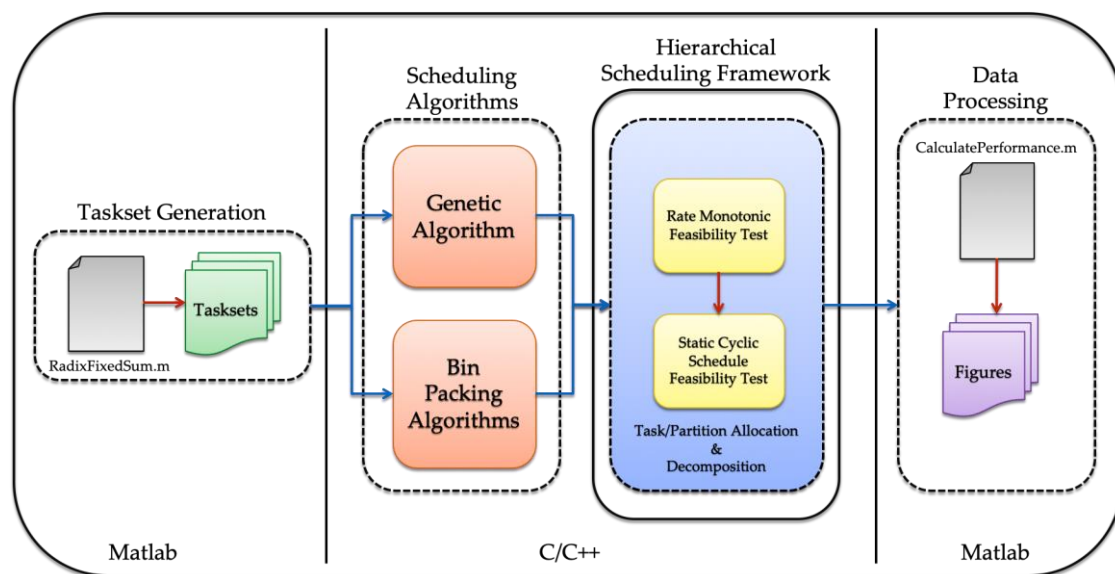 Taskset Generation
RadixFixedSum.m
Tasksets
Matlab
Scheduling
Algorithms
Genetic
Algorithm
Bin
Packing
Algorithms
Hierarchical
Scheduling Framework
Rate Monotonic
Feasibility Test
Static Cyclic
Schedule
Feasibility Test
Task/Partition Allocation
&
Decomposition
C/C++
Data
Processing
CalculatePerformance.m
Figures
Matlab